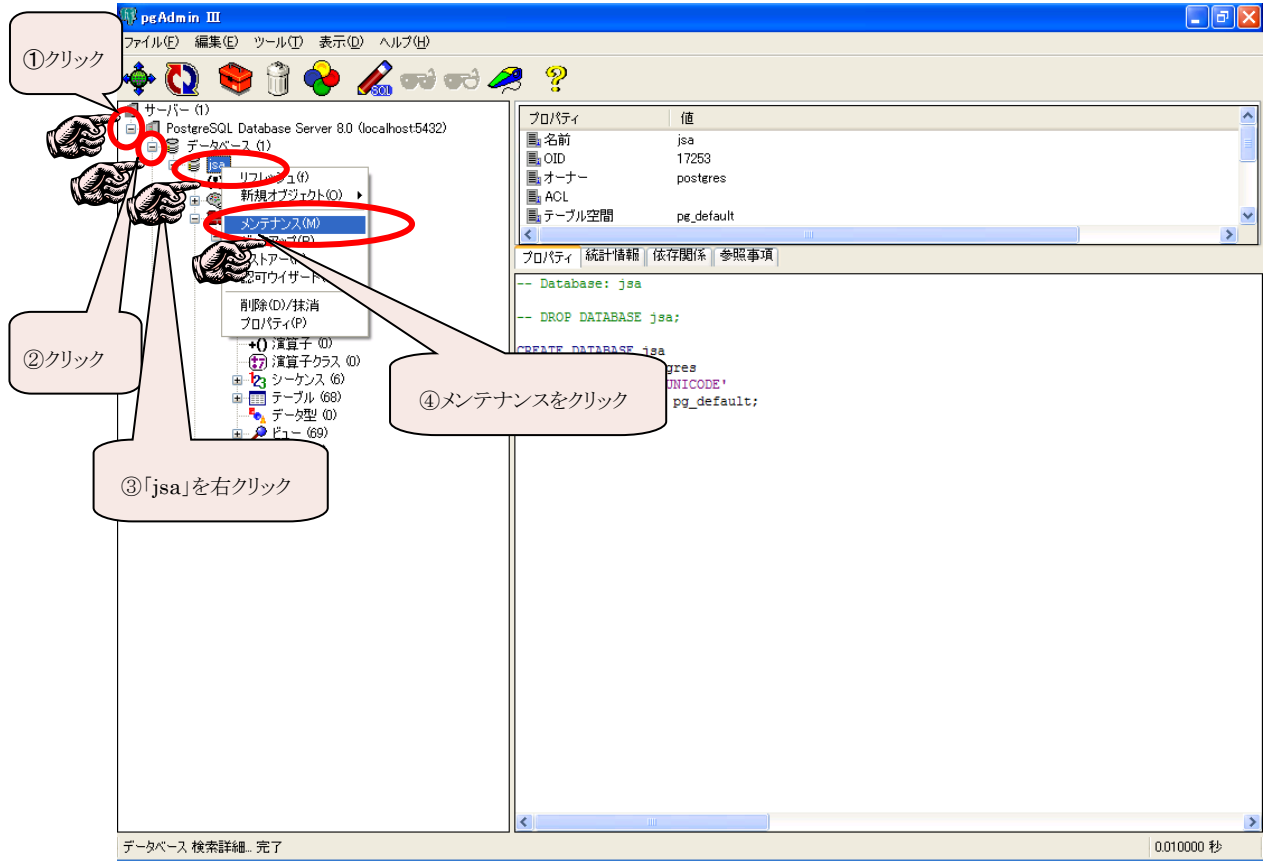 pgAdmin III
ファイル(F) 編集(E) ツール(T) 表示(D) ヘルプ(H)
①クリック
SQL
サーバー (1)
PostgreSQL Database Server 8.0 (localhost:5432)
データベース (1)
jsa
リフレッシュ(f)
新規オブジェクト(O)
メンテナンス(M)
削除(D)/抹消
プロパティ(P)
演算子 (0)
演算子クラス (0)
シーケンス (6)
テーブル (68)
データ型 (0)
ビュー (69)
②クリック
③「jsa」を右クリック
④メンテナンスをクリック
プロパティ 値
名前 jsa
OID 17253
オーナー postgres
ACL
テーブル空間 pg_default
プロパティ 統計情報 依存関係 参照事項
-- Database: jsa
-- DROP DATABASE jsa;
CREATE DATABASE jsa
UNICODE'
pg_default;
データベース 検索詳細... 完了
0.010000 秒